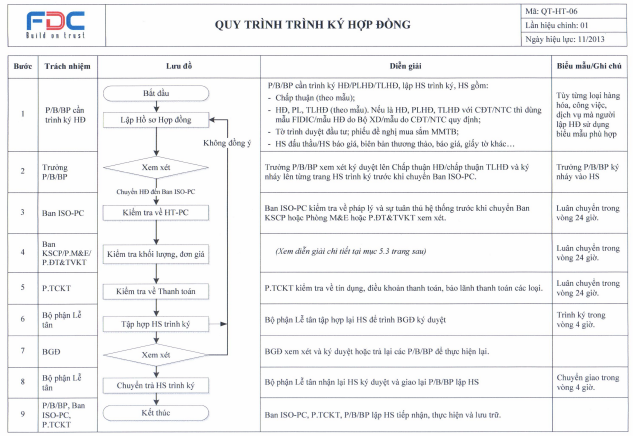 FDC
Build on trust
QUY TRÌNH TRÌNH KÝ HỢP ĐỒNG
Mã: QT-HT-06
Lần hiệu chỉnh: 01
Ngày hiệu lực: 11/2013
Bước Trách nhiệm Lưu đồ Diễn giải Biểu mẫu/Ghi chú
1
P/B/BP cần
trình ký HĐ
Bắt đầu
Lập Hồ sơ Hợp đồng
Không đồng ý
P/B/BP cần trình ký HĐ/PLHĐ/TLHĐ, lập HS trình ký, HS gồm:
- Chấp thuận (theo mẫu);
- HĐ, PL, TLHĐ (theo mẫu). Nếu là HĐ, PLHĐ, TLHĐ với CĐT/NTC thì dùng
mẫu FIDIC/mẫu HĐ do Bộ XD/mẫu do CĐT/NTC quy định;
- Tờ trình duyệt đầu tư; phiếu đề nghị mua sắm MMTB;
- HS đấu thầu/HS báo giá, biên bản thương thảo, báo giá, giấy tờ khác…
Tùy từng loại hàng
hóa, công việc,
dịch vụ mà người
lập HĐ sử dụng
biểu mẫu phù hợp
2
Trưởng
P/B/BP
Xem xét
Chuyển HĐ đến Ban ISO-PC
Trưởng P/B/BP xem xét ký duyệt lên Chấp thuận HĐ/chấp thuận TLHĐ và ký
nháy lên từng trang HS trình ký trước khi chuyển Ban ISO-PC.
Trưởng P/B/BP ký
nháy vào HS
3
Ban ISO-PC
Kiểm tra về HT-PC
Ban ISO-PC kiểm tra về pháp lý và sự tuân thủ hệ thống trước khi chuyển Ban
KSCP hoặc Phòng M&E hoặc P.ĐT&TVKT xem xét.
Luân chuyển trong
vòng 24 giờ.
4
Ban
KSCP/P.M&E/
P.ĐT&TVKT
Kiểm tra khối lượng, đơn giá
(Xem diễn giải chi tiết tại mục 5.3 trang sau)
Luân chuyển trong
vòng 24 giờ.
5
P.TCKT
Kiểm tra về Thanh toán
P.TCKT kiểm tra về tín dụng, điều khoản thanh toán, bảo lãnh thanh toán các loại.
Luân chuyển trong
vòng 24 giờ.
6
Bộ phận Lễ
tân
Tập hợp HS trình ký
Bộ phận Lễ tân tập hợp lại HS để trình BGĐ ký duyệt
Trình ký trong
vòng 4 giờ.
7
BGĐ
Xem xét
BGĐ xem xét và ký duyệt hoặc trả lại các P/B/BP để thực hiện lại.
8
Bộ phận Lễ
tân
Chuyển trả HS trình ký
Bộ phận Lễ tân nhận lại HS ký duyệt và giao lại P/B/BP lập HS
Chuyển giao trong
vòng 4 giờ.
9
P/B/BP, Ban
ISO-PC,
P.TCKT
Kết thúc
Ban ISO-PC, P.TCKT, P/B/BP lập HS tiếp nhận, thực hiện và lưu trữ.